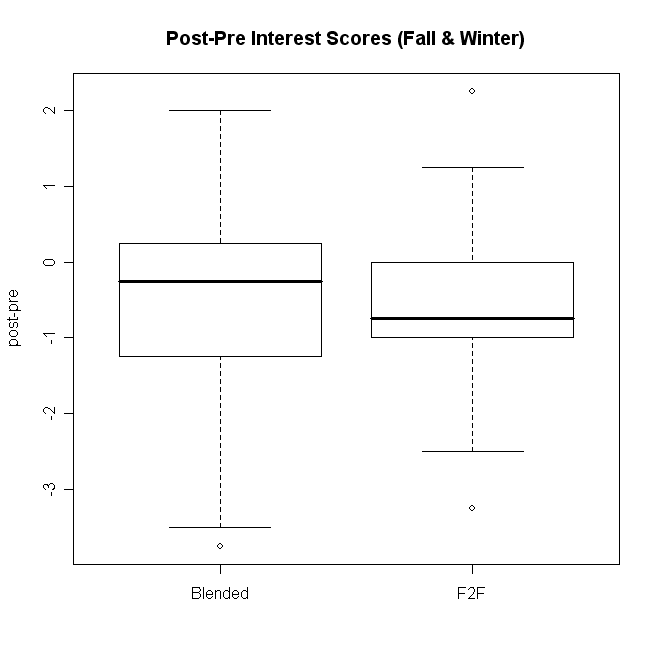 Post-Pre Interest Scores (Fall & Winter)
post-pre
2
1
0
-1
-2
-3
Blended
F2F